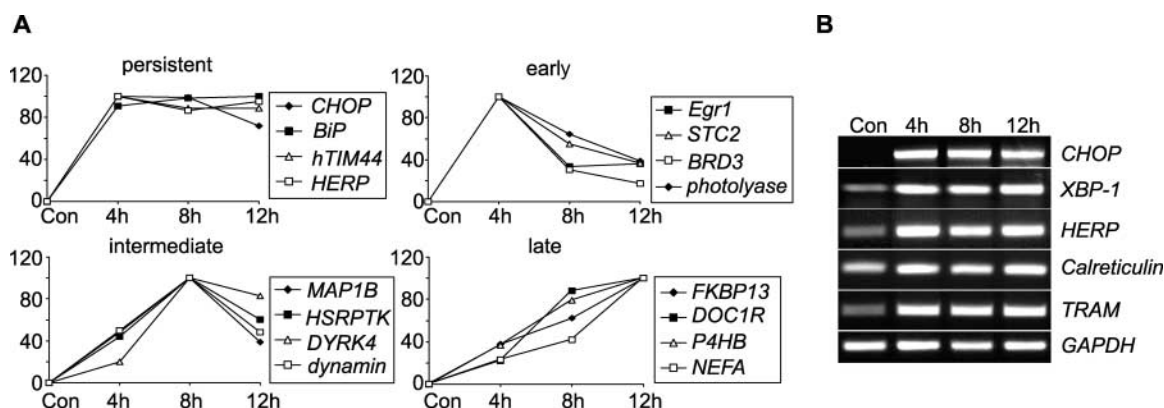 A
B
persistent
120
80
40
0
Con 4h 8h 12h
CHOP
BiP
hTIM44
HERP
early
120
80
40
0
Con 4h 8h 12h
Egr1
STC2
BRD3
photolyase
intermediate
120
80
40
0
Con 4h 8h 12h
MAP1B
HSRPTK
DYRK4
dynamin
late
120
80
40
0
Con 4h 8h 12h
FKBP13
DOC1R
P4HB
NEFA
Con 4h 8h 12h
CHOP
XBP-1
HERP
Calreticulin
TRAM
GAPDH